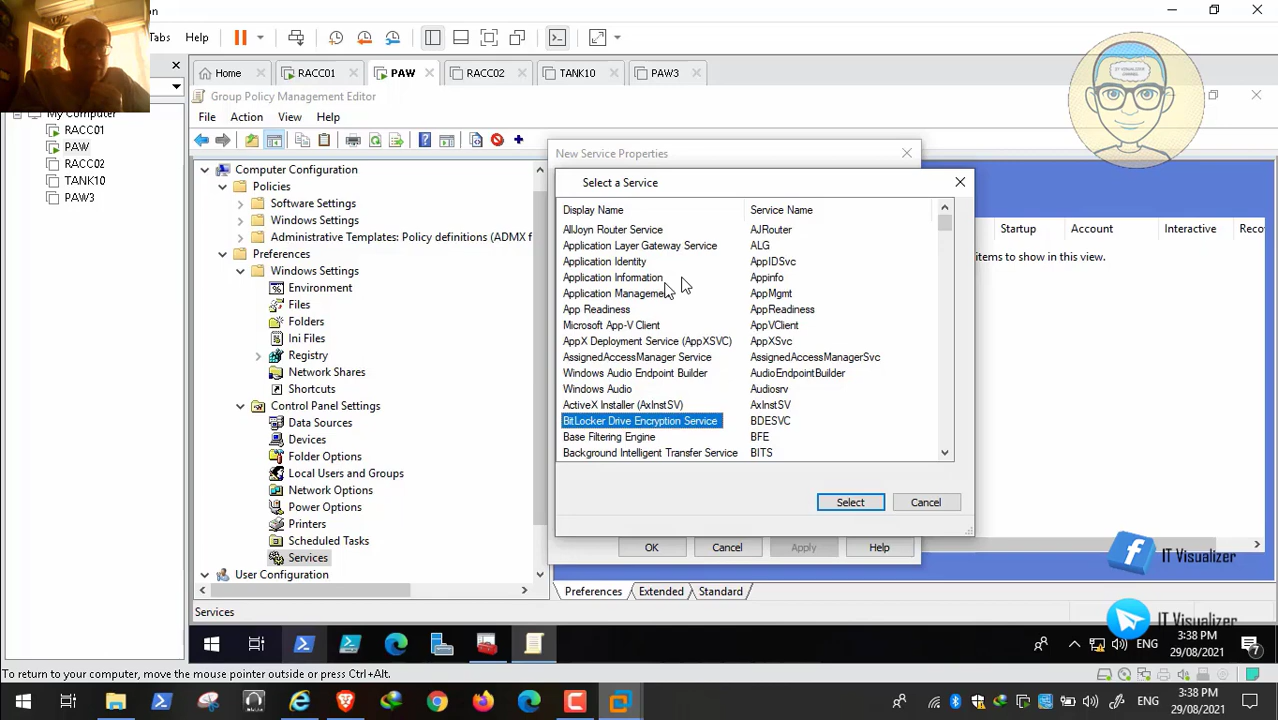 on
Tabs Help
Home RACC01 PAW RACC02 TANK10 PAW3
Group Policy Management Editor
File Action View Help
My Computer
RACC01
PAW
RACC02
TANK10
PAW3
Computer Configuration
Policies
Software Settings
Windows Settings
Administrative Templates: Policy definitions (ADMX f
Preferences
Windows Settings
Environment
Files
Folders
Ini Files
Registry
Network Shares
Shortcuts
Control Panel Settings
Data Sources
Devices
Folder Options
Local Users and Groups
Network Options
Power Options
Printers
Scheduled Tasks
Services
User Configuration
New Service Properties
Select a Service
Display Name Service Name
AllJoyn Router Service AJRouter
Application Layer Gateway Service ALG
Application Identity AppIDSvc
Application Information Appinfo
Application Management AppMgmt
App Readiness AppReadiness
Microsoft App-V Client AppVClient
AppX Deployment Service (AppXSVC) AppXSvc
AssignedAccessManager Service AssignedAccessManagerSvc
Windows Audio Endpoint Builder AudioEndpointBuilder
Windows Audio Audiosrv
ActiveX Installer (AxInstSV) AxInstSV
BitLocker Drive Encryption Service BDESVC
Base Filtering Engine BFE
Background Intelligent Transfer Service BITS
Select Cancel
OK Cancel Apply Help
Startup Account Interactive Reco
items to show in this view.
IT VISUALIZER
CHANNEL
f IT Visualizer
Preferences Extended Standard
Services
IT Visualizer
ENG 3:38 PM
29/08/2021 7
To return to your computer, move the mouse pointer outside or press Ctrl+Alt.
ENG 3:38 PM
29/08/2021